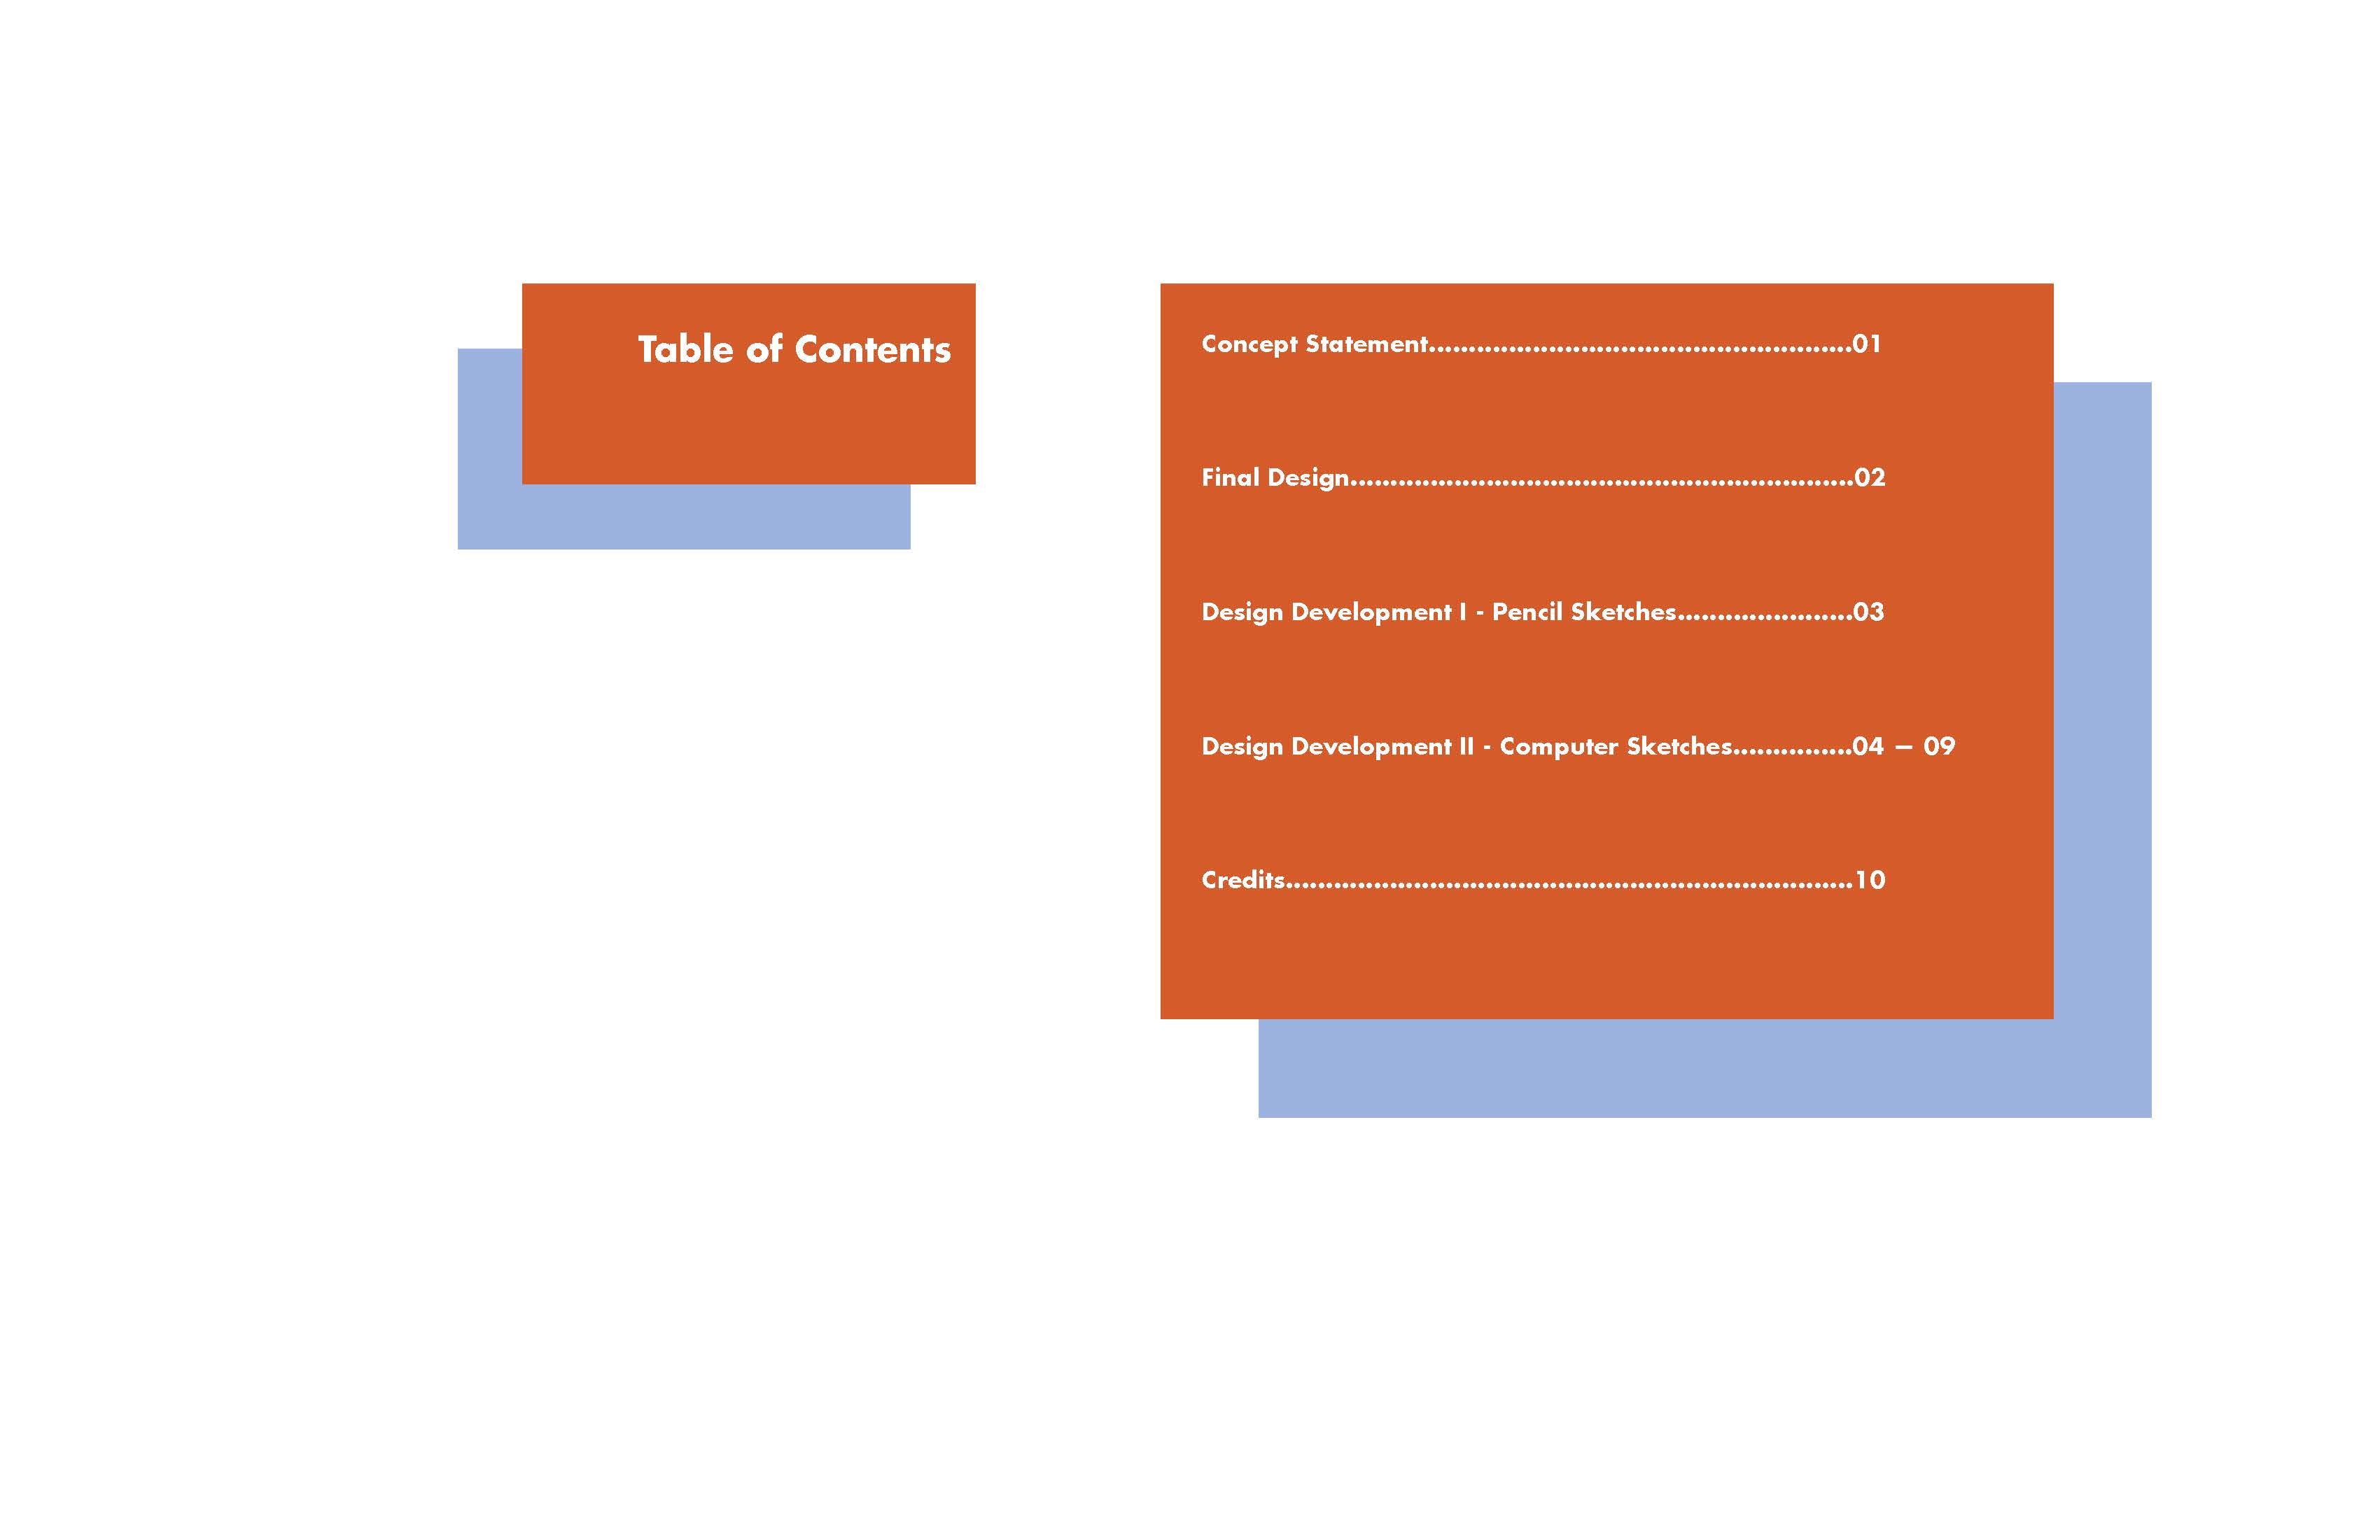 Table of Contents
Concept Statement.....................................................01
Final Design...............................................................02
Design Development I - Pencil Sketches......................03
Design Development II - Computer Sketches...............04 — 09
Credits.......................................................................10